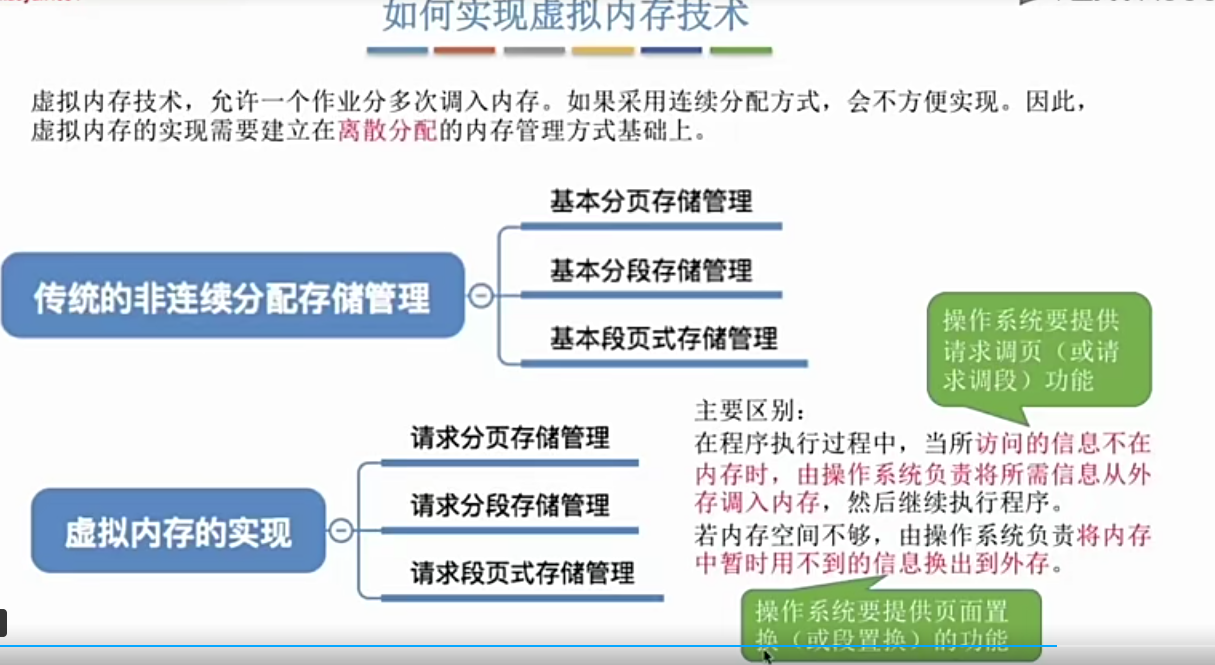 如何实现虚拟内存技术
虚拟内存技术，允许一个作业分多次调入内存。如果采用连续分配方式，会不方便实现。因此，
虚拟内存的实现需要建立在离散分配的内存管理方式基础上。
基本分页存储管理
传统的非连续分配存储管理
基本分段存储管理
基本段页式存储管理
操作系统要提供
请求调页（或请
求调段）功能
请求分页存储管理
虚拟内存的实现
请求分段存储管理
请求段页式存储管理
主要区别：
在程序执行过程中，当所访问的信息不在
内存时，由操作系统负责将所需信息从外
存调入内存，然后继续执行程序。
若内存空间不够，由操作系统负责将内存
中暂时用不到的信息换出到外存。
操作系统要提供页面置
换（或段置换）的功能